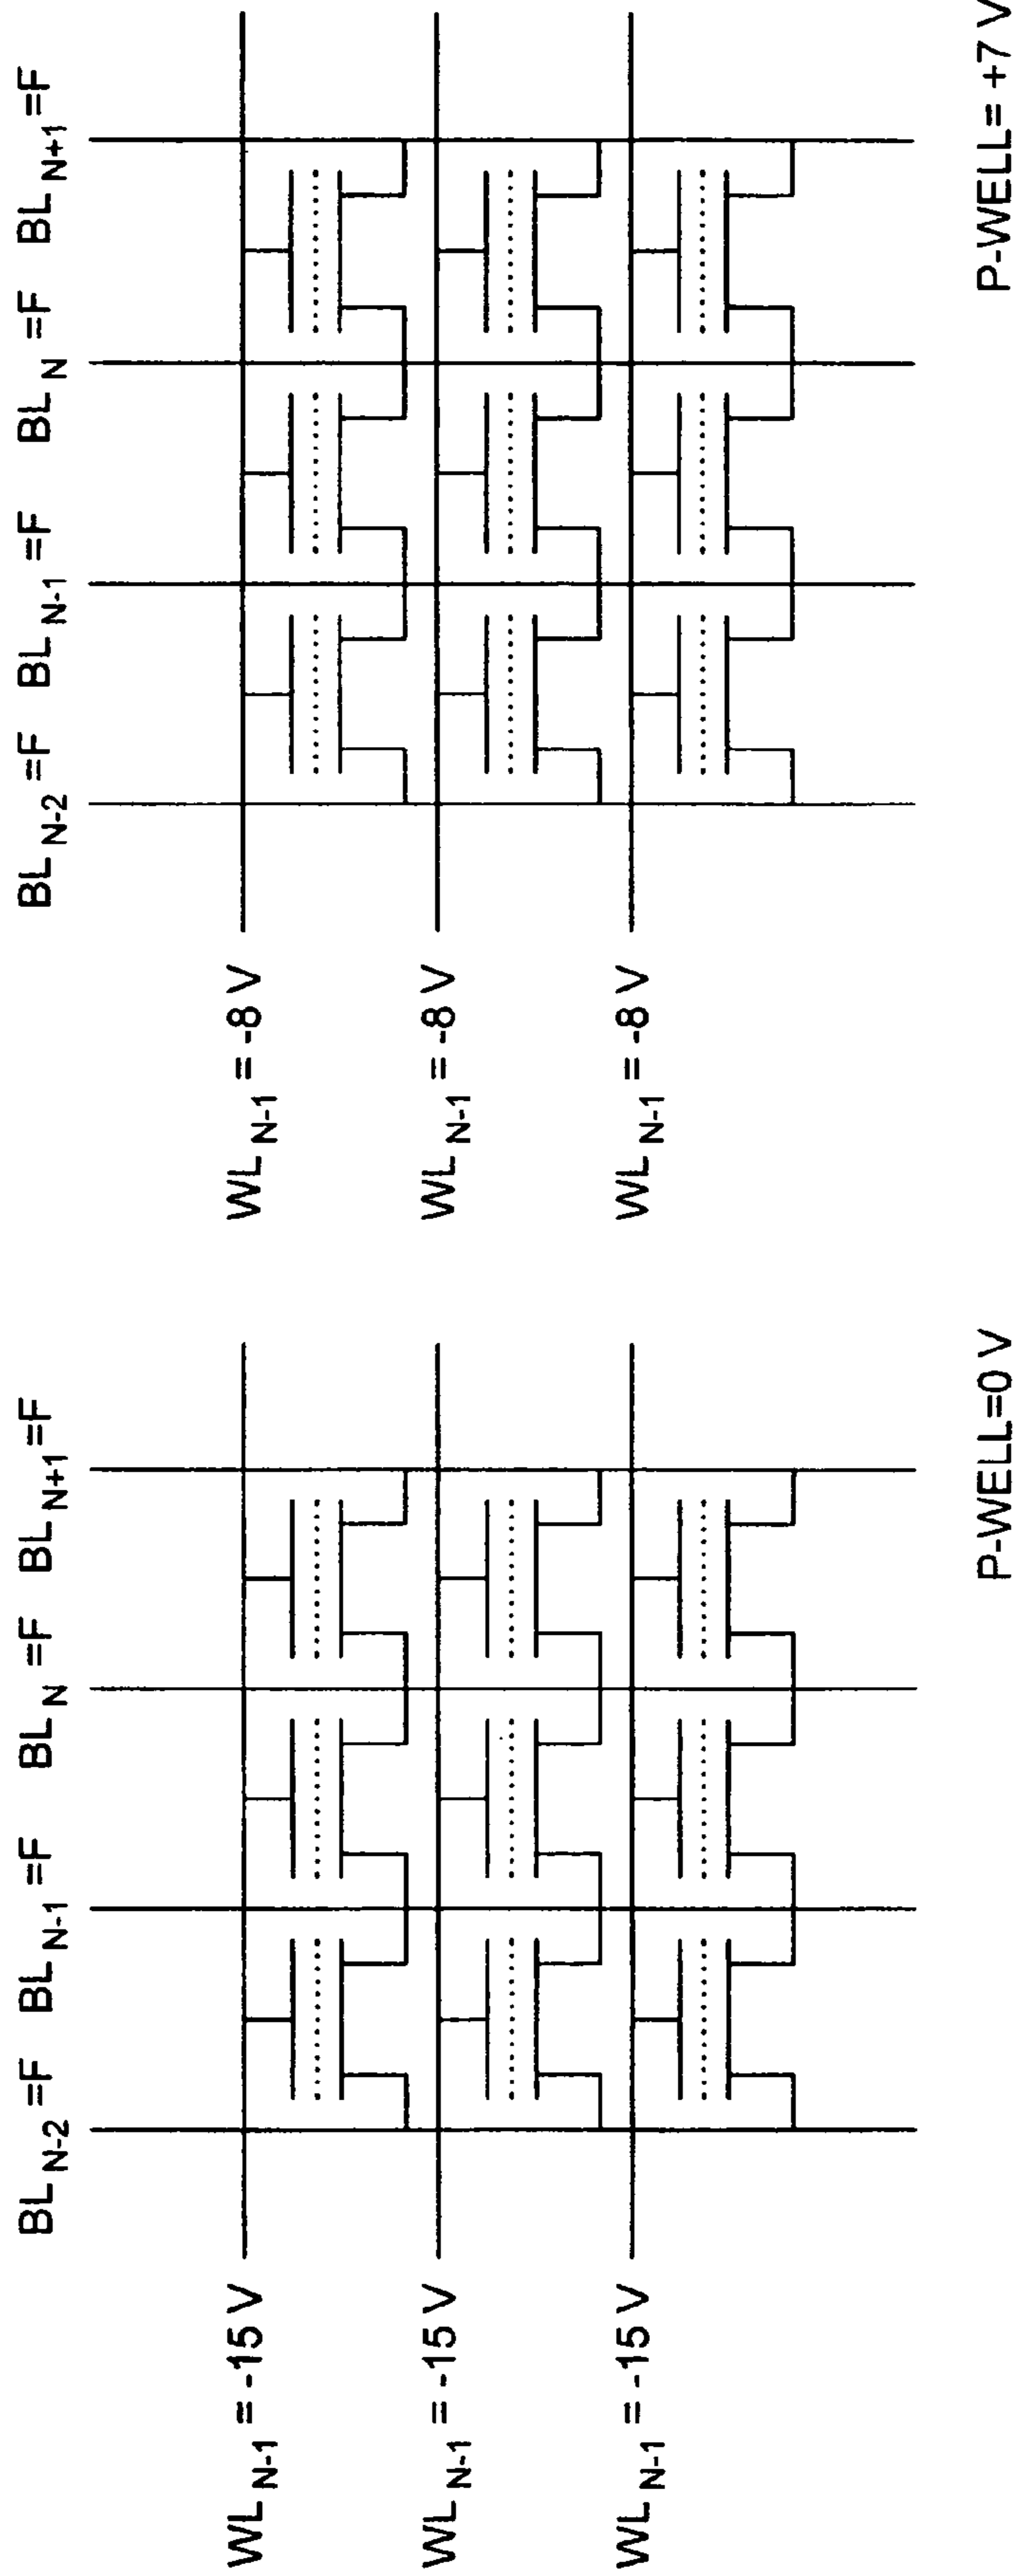 BL N-2 =F BL N-1 =F BL N =F BL N+1 =F
WL N-1 = -15 V
WL N-1 = -15 V
WL N-1 = -15 V
P-WELL=0 V
BL N-2 =F BL N-1 =F BL N =F BL N+1 =F
WL N-1 = -8 V
WL N-1 = -8 V
WL N-1 = -8 V
P-WELL= +7 V